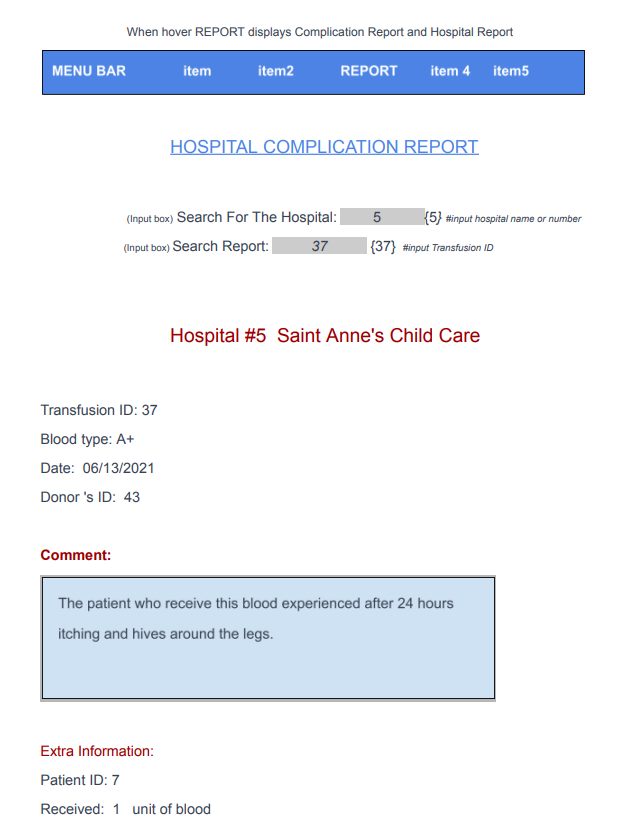 When hover REPORT displays Complication Report and Hospital Report
MENU BAR item item2 REPORT item 4 item5
HOSPITAL COMPLICATION REPORT
(Input box) Search For The Hospital: 5 {5} #input hospital name or number
(Input box) Search Report: 37 {37} #input Transfusion ID
Hospital #5 Saint Anne's Child Care
Transfusion ID: 37
Blood type: A+
Date: 06/13/2021
Donor 's ID: 43
Comment:
The patient who receive this blood experienced after 24 hours
itching and hives around the legs.
Extra Information:
Patient ID: 7
Received: 1 unit of blood